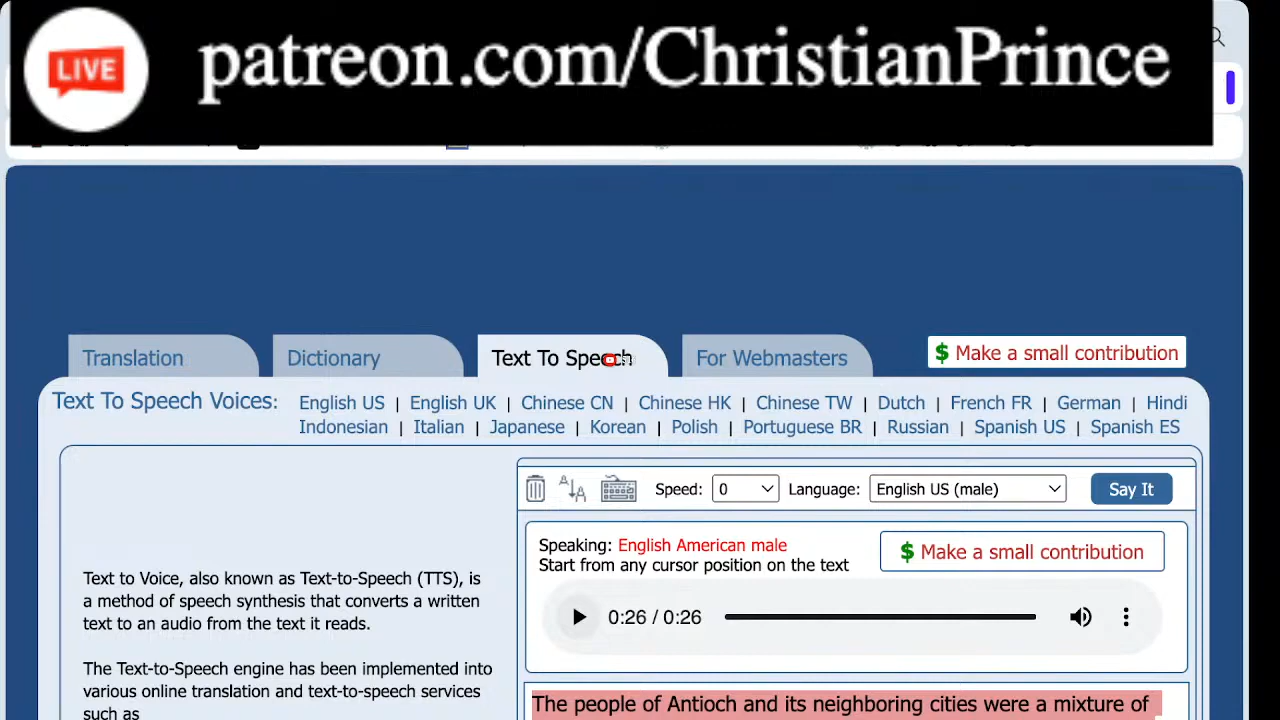 LIVE
patreon.com/ChristianPrince
Translation
Dictionary
Text To Speech
For Webmasters
$ Make a small contribution
Text To Speech Voices:
English US | English UK | Chinese CN | Chinese HK | Chinese TW | Dutch | French FR | German | Hindi
Indonesian | Italian | Japanese | Korean | Polish | Portuguese BR | Russian | Spanish US | Spanish ES
Speed: 0 Language: English US (male) Say It
Speaking: English American male
Start from any cursor position on the text
$ Make a small contribution
0:26 / 0:26
Text to Voice, also known as Text-to-Speech (TTS), is
a method of speech synthesis that converts a written
text to an audio from the text it reads.
The Text-to-Speech engine has been implemented into
various online translation and text-to-speech services
such as
The people of Antioch and its neighboring cities were a mixture of